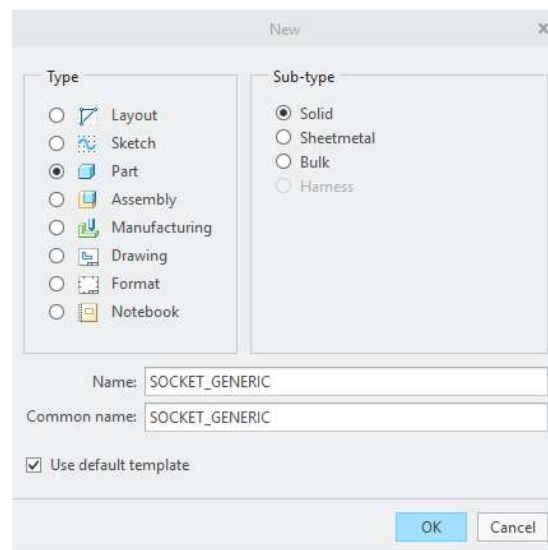 New
Type
Layout
Sketch
Part
Assembly
Manufacturing
Drawing
Format
Notebook
Sub-type
Solid
Sheetmetal
Bulk
Harness
Name: SOCKET_GENERIC
Common name: SOCKET_GENERIC
Use default template
OK Cancel